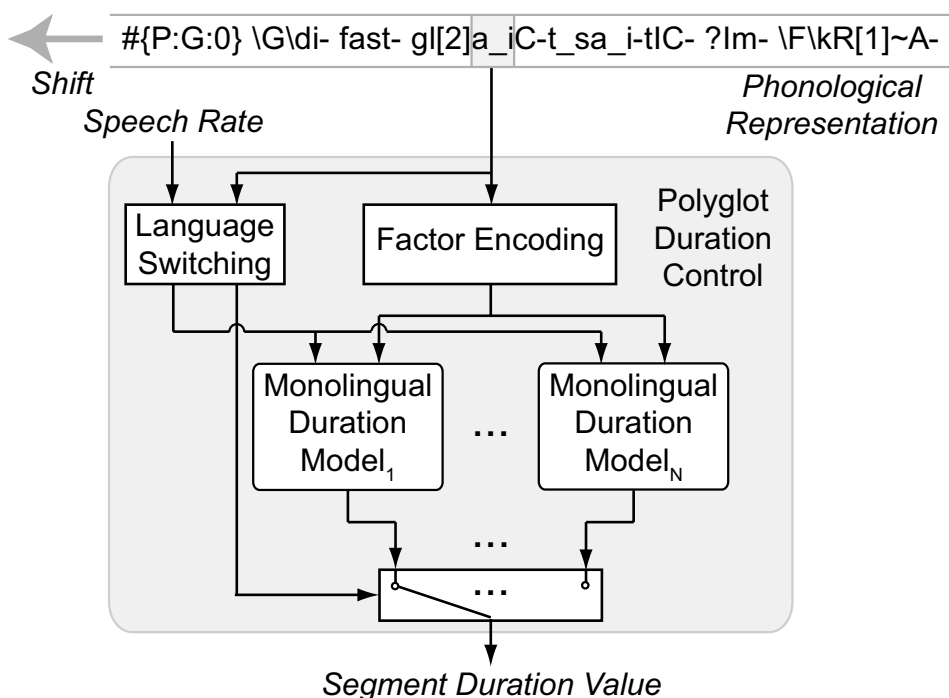 #{P:G:0} \G\di- fast- gl[2]a_iC-t_sa_i-tIC- ?Im- \F\kR[1]~A-
Shift
Phonological
Representation
Speech Rate
Polyglot
Duration
Control
Language
Switching
Factor Encoding
Monolingual
Duration
Model1
...
Monolingual
Duration
ModelN
...
...
Segment Duration Value